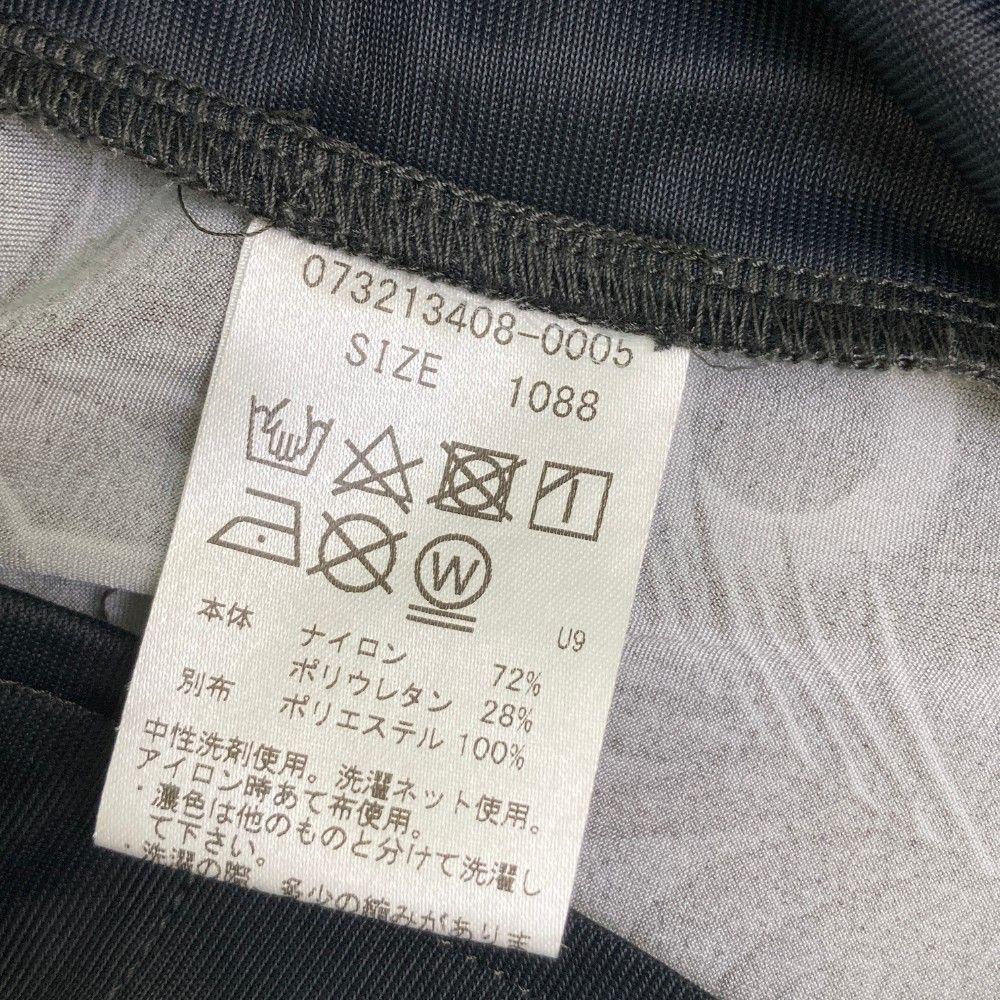 073213408-0005
SIZE 1088
W
U9
本体 ナイロン 72%
ポリウレタン 28%
別布 ポリエステル 100%
中性洗剤使用。洗濯ネット使用。
アイロン時あて布使用。
・濃色は他のものと分けて洗濯し
て下さい。
・洗濯の際、多少の縮みがありま